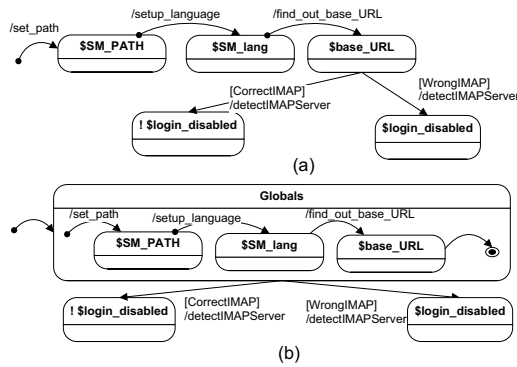 /setup_language
/find_out_base_URL
/set_path
$SM_PATH
$SM_lang
$base_URL
[CorrectIMAP]
/detectIMAPServer
[WrongIMAP]
/detectIMAPServer
! $login_disabled
$login_disabled
(a)
Globals
/set_path
/setup_language
/find_out_base_URL
$SM_PATH
$SM_lang
$base_URL
[CorrectIMAP]
/detectIMAPServer
[WrongIMAP]
/detectIMAPServer
! $login_disabled
$login_disabled
(b)